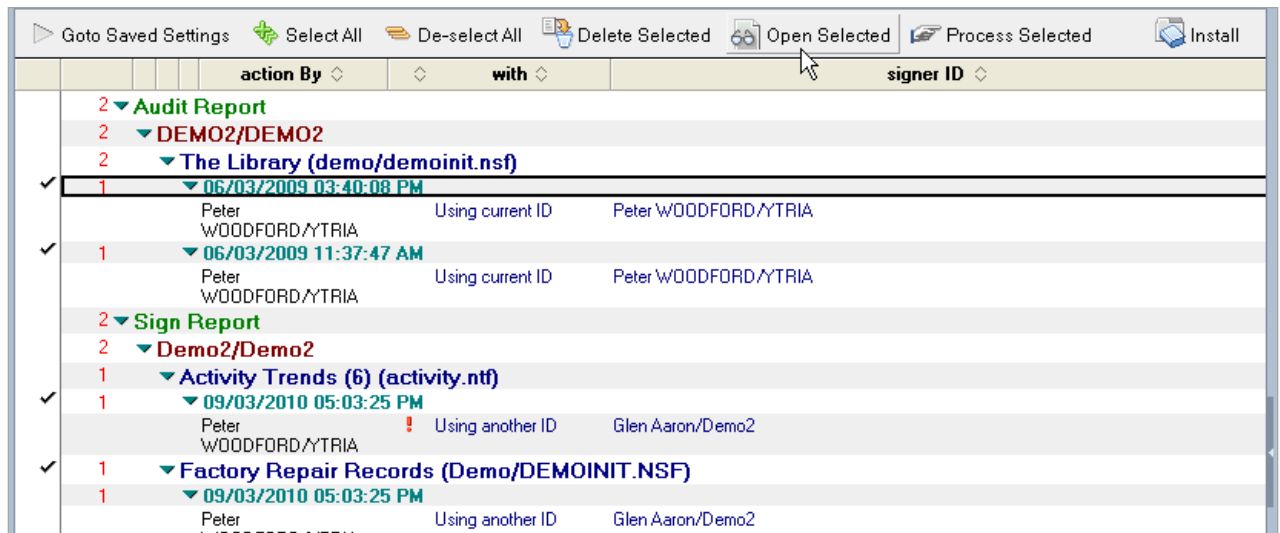 Goto Saved Settings Select All De-select All Delete Selected Open Selected Process Selected Install
action By with signer ID
2 Audit Report
2 DEMO2/DEMO2
2 The Library (demo/demoinit.nsf)
1 06/03/2009 03:40:08 PM
Peter Using current ID Peter WOODFORD/YTRIA
WOODFORD/YTRIA
1 06/03/2009 11:37:47 AM
Peter Using current ID Peter WOODFORD/YTRIA
WOODFORD/YTRIA
2 Sign Report
2 Demo2/Demo2
1 Activity Trends (6) (activity.ntf)
1 09/03/2010 05:03:25 PM
Peter ! Using another ID Glen Aaron/Demo2
WOODFORD/YTRIA
1 Factory Repair Records (Demo/DEMOINIT.NSF)
1 09/03/2010 05:03:25 PM
Peter Using another ID Glen Aaron/Demo2